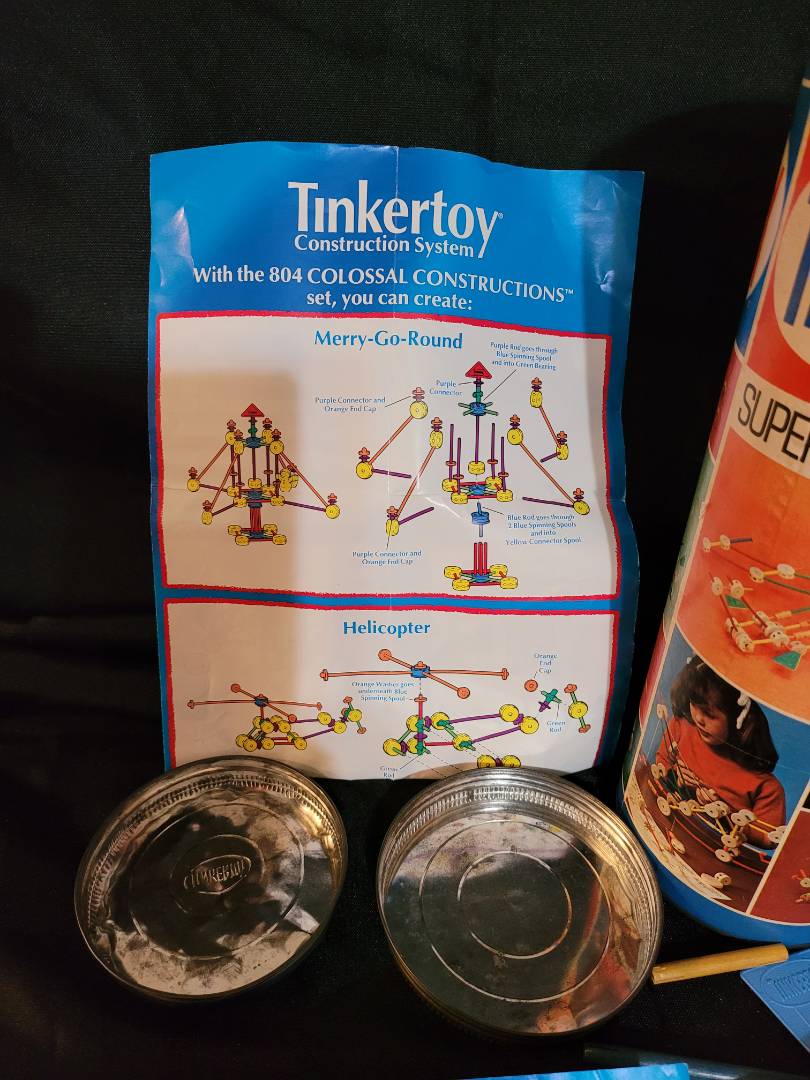 Tinkertoy®
Construction System
With the 804 COLOSSAL CONSTRUCTIONS™
set, you can create:
Merry-Go-Round
Purple Rod goes through
Blue Spinning Spool
and into Green Bearing
Purple
Connector
Purple Connector and
Orange End Cap
Blue Rod goes through
2 Blue Spinning Spools
and into
Yellow Connector Spool
Purple Connector and
Orange End Cap
Helicopter
Orange
End
Cap
Orange Washer goes
underneath Blue
Spinning Spool
Green
Rod
Green
Rod
SUPER
TINKERTOY